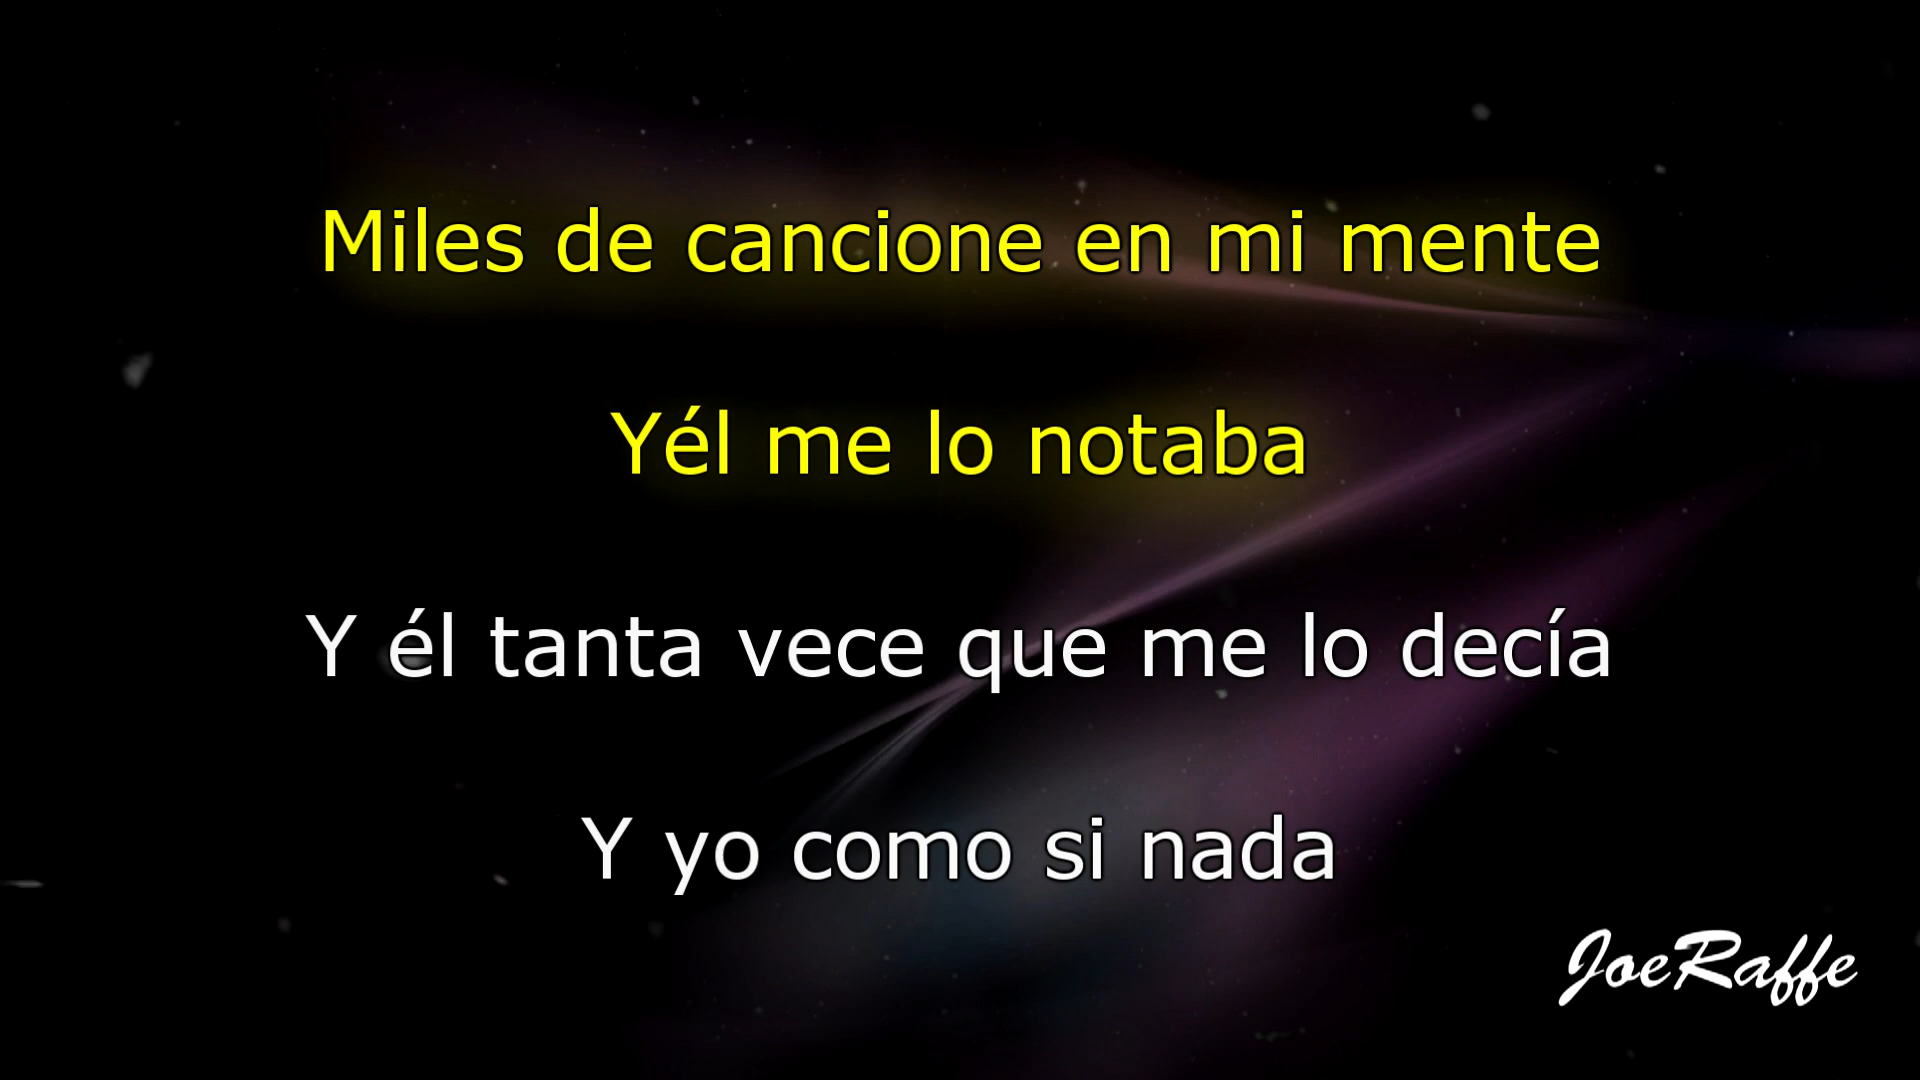 Miles de cancione en mi mente
Yél me lo notaba
Y él tanta vece que me lo decía
Y yo como si nada
JoeRaffe